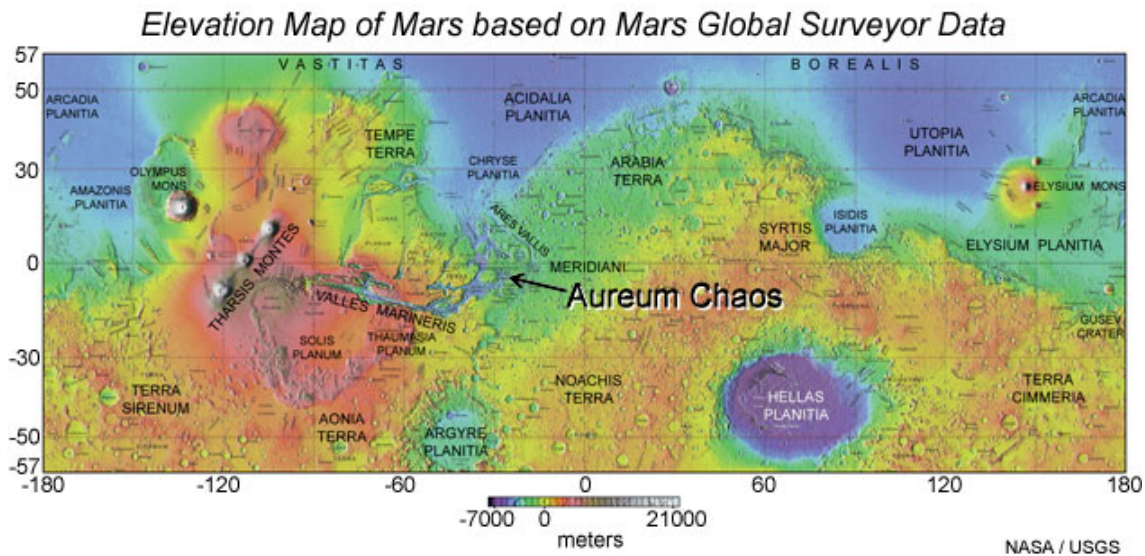 Elevation Map of Mars based on Mars Global Surveyor Data
57
VASTITAS
BOREALIS
50
ARCADIA
PLANITIA
ACIDALIA
PLANITIA
ARCADIA
PLANITIA
TEMPE
TERRA
UTOPIA
PLANITIA
30
OLYMPUS
MONS
CHRYSE
PLANITIA
ARABIA
TERRA
AMAZONIS
PLANITIA
ELYSIUM MONS
ARES VALLIS
SYRTIS
MAJOR
ISIDIS
PLANITIA
ELYSIUM PLANITIA
0
THARSIS MONTES
MERIDIANI
Aureum Chaos
VALLES MARINERIS
THAUMASIA
PLANUM
SOLIS
PLANUM
GUSEV
CRATER
-30
TERRA
SIRENUM
NOACHIS
TERRA
HELLAS
PLANITIA
TERRA
CIMMERIA
AONIA
TERRA
ARGYRE
PLANITIA
-50
-57
-180 -120 -60 0 60 120 180
-7000 0 21000
meters
NASA / USGS